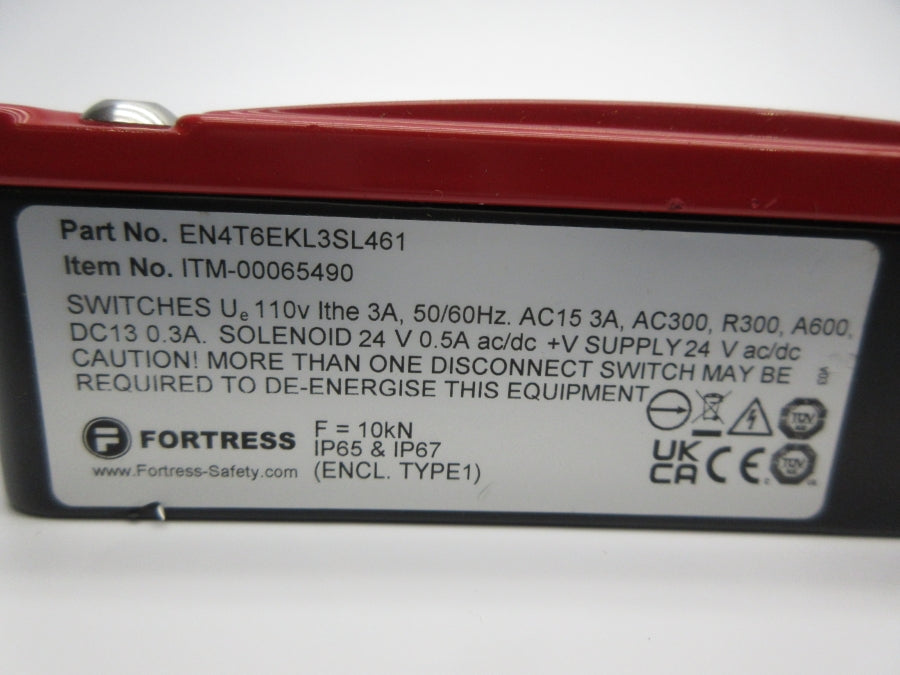 Part No. EN4T6EKL3SL461
Item No. ITM-00065490
SWITCHES Ue 110v Ithe 3A, 50/60Hz. AC15 3A, AC300, R300, A600,
DC13 0.3A. SOLENOID 24 V 0.5A ac/dc +V SUPPLY 24 V ac/dc
CAUTION! MORE THAN ONE DISCONNECT SWITCH MAY BE
REQUIRED TO DE-ENERGISE THIS EQUIPMENT
V03
F FORTRESS
www.Fortress-Safety.com
F = 10kN
IP65 & IP67
(ENCL. TYPE1)
TÜV
UK
CA CE
TÜV